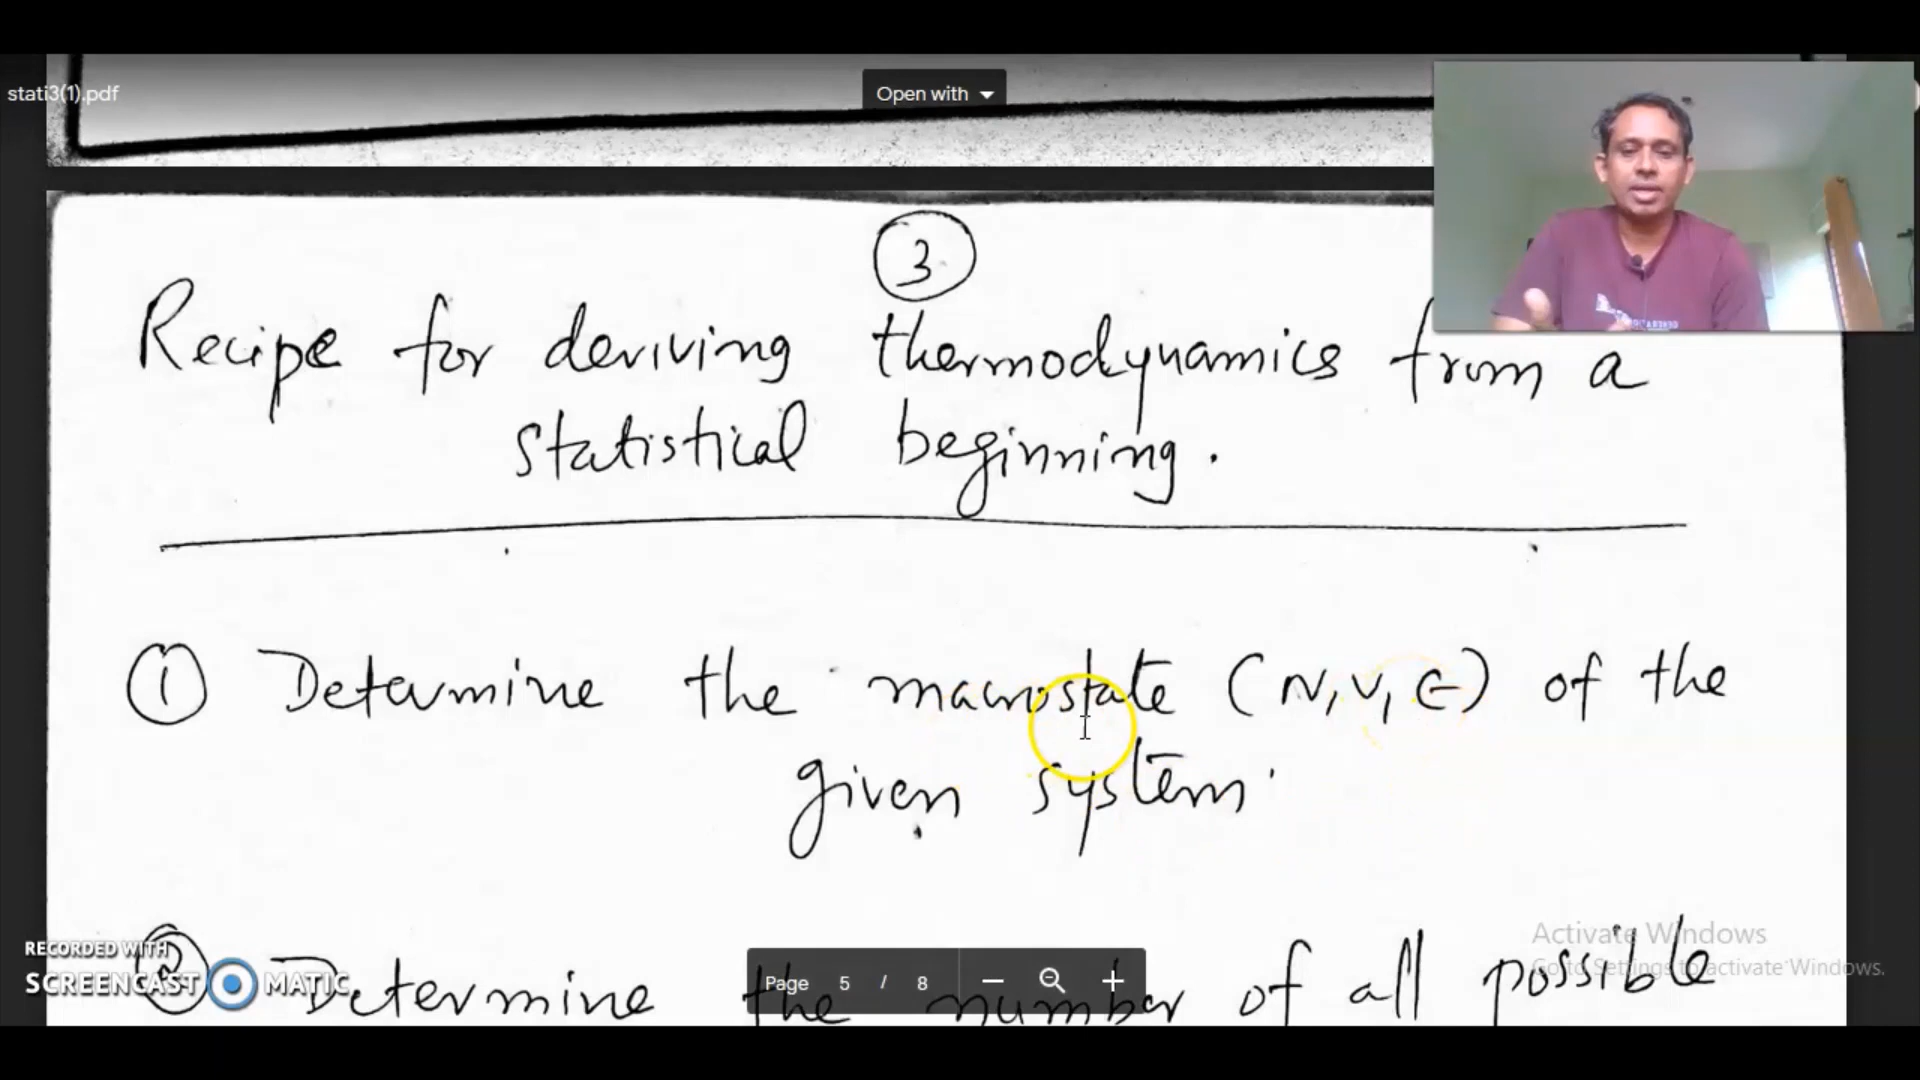 stati3(1).pdf
Open with
3
Recipe for deriving thermodynamics from a
statistical beginning.
① Determine the macrostate (N, V, E) of the
given system.
② Determine the number of all possible
Page 5 / 8
RECORDED WITH
SCREENCAST MATIC
Activate Windows
Go to Settings to activate Windows.